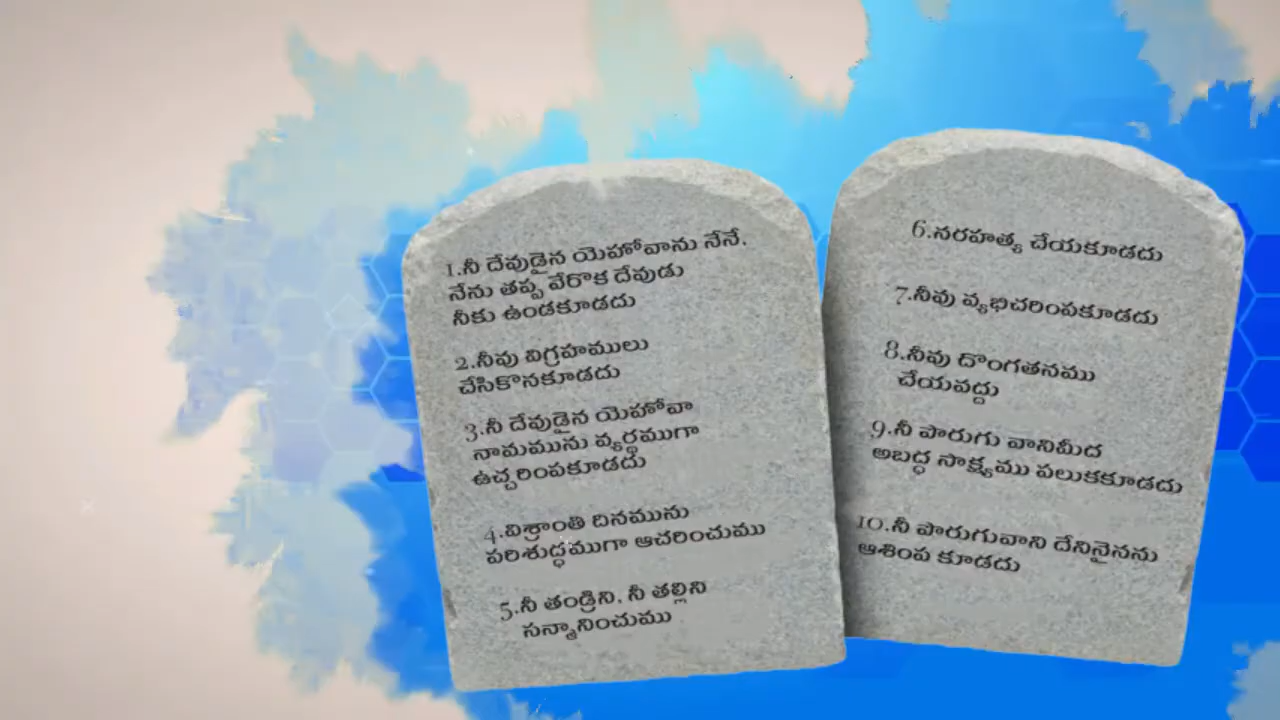 1.నీ దేవుడైన యెహోవాను నేనే.
నేను తప్ప వేరొక దేవుడు
నీకు ఉండకూడదు
2.నీవు విగ్రహములు
చేసికొనకూడదు
3.నీ దేవుడైన యెహోవా
నామమును వ్యర్థముగా
ఉచ్చరింపకూడదు
4.విశ్రాంతి దినమును
పరిశుద్ధముగా ఆచరించుము
5.నీ తండ్రిని, నీ తల్లిని
సన్మానించుము
6.నరహత్య చేయకూడదు
7.నీవు వ్యభిచరింపకూడదు
8.నీవు దొంగతనము
చేయవద్దు
9.నీ పొరుగు వానిమీద
అబద్ధ సాక్ష్యము పలుకకూడదు
10.నీ పొరుగువాని దేనినైనను
ఆశింప కూడదు